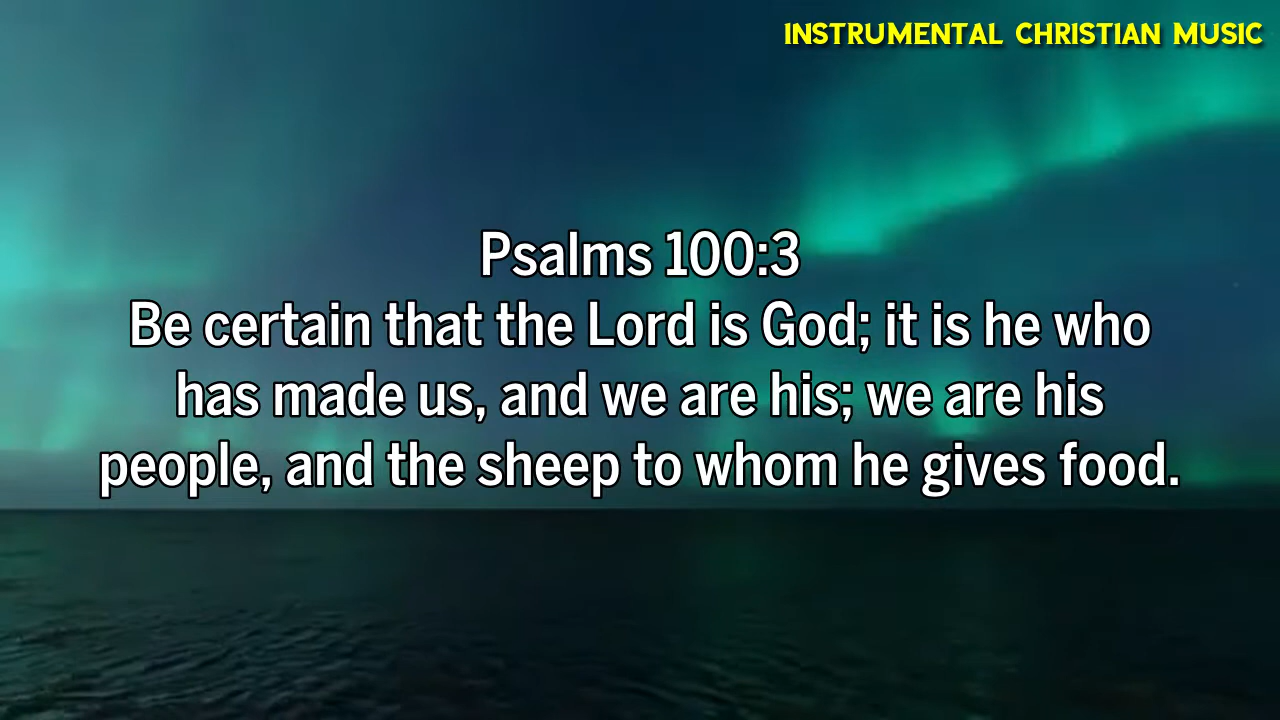 INSTRUMENTAL CHRISTIAN MUSIC
Psalms 100:3
Be certain that the Lord is God; it is he who
has made us, and we are his; we are his
people, and the sheep to whom he gives food.